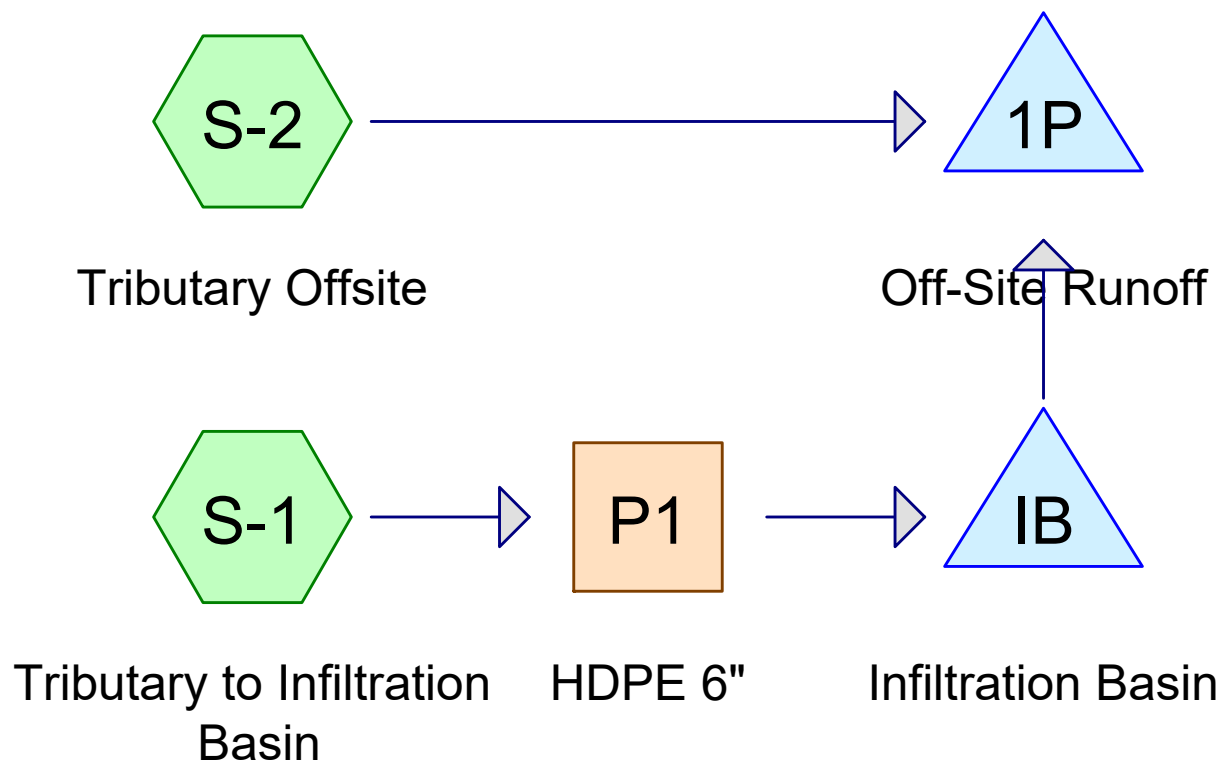 S-2
1P
Tributary Offsite
Off-Site Runoff
S-1
P1
IB
Tributary to Infiltration
Basin
HDPE 6"
Infiltration Basin